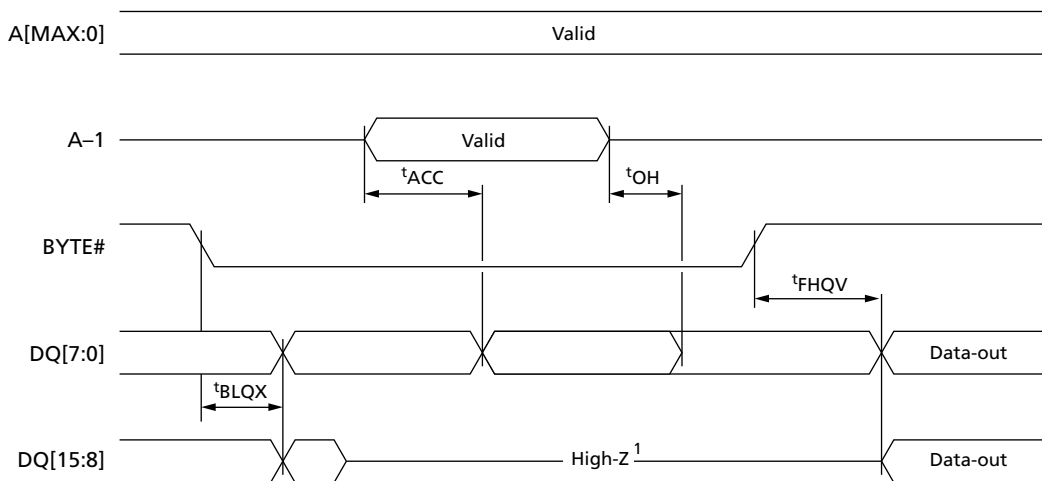 A[MAX:0] Valid
A–1 Valid
tACC tOH
BYTE#
tFHQV
DQ[7:0] Data-out
tBLQX
DQ[15:8] High-Z 1 Data-out